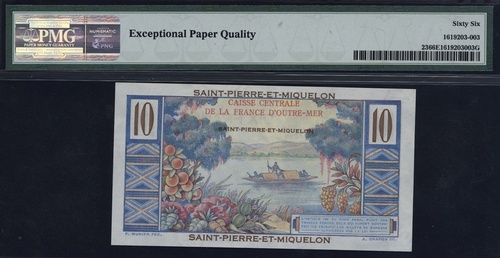 PMG
PAPER MONEY GUARANTY
NUMISMATIC
PNG
Exceptional Paper Quality
Sixty Six
1619203-003
2366E1619203003G
SAINT-PIERRE-ET-MIQUELON
CAISSE CENTRALE
DE LA FRANCE D'OUTRE-MER
SAINT-PIERRE-ET-MIQUELON
10
10
SAINT-PIERRE-ET-MIQUELON